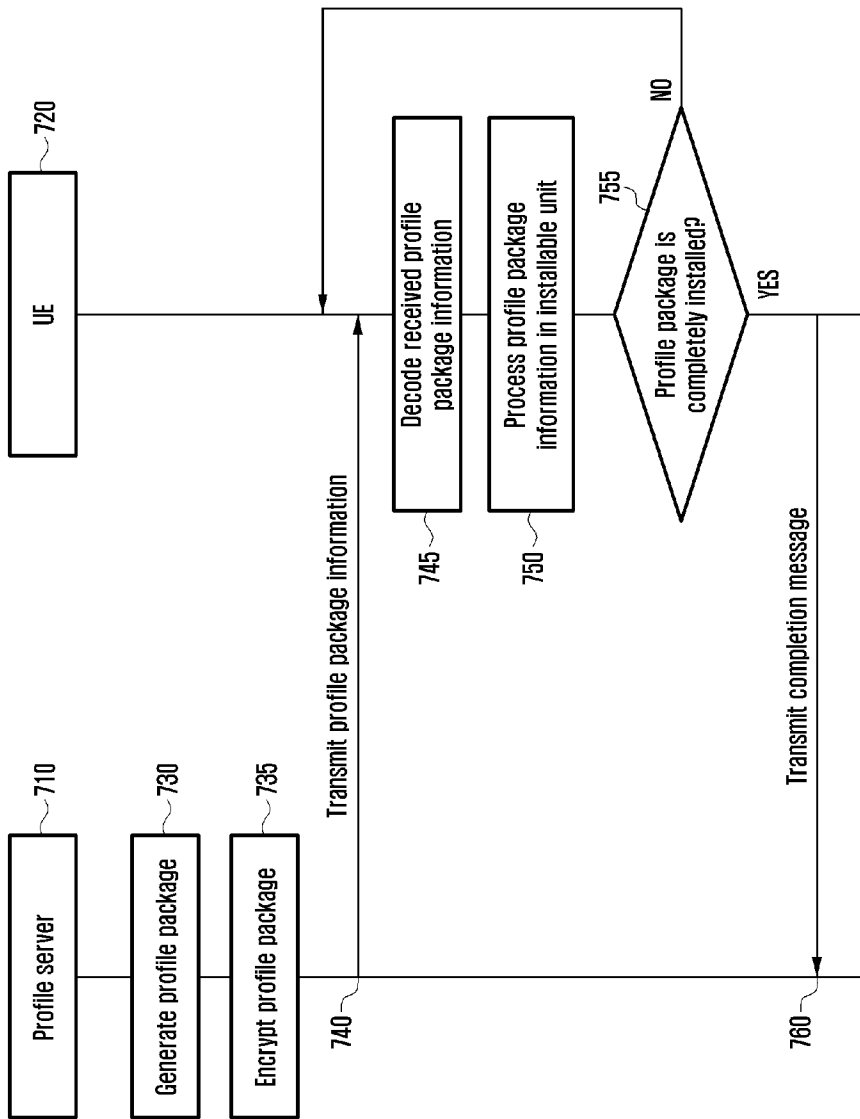 Profile server
710
UE
720
Generate profile package
730
Encrypt profile package
735
Transmit profile package information
740
Decode received profile
package information
745
Process profile package
information in installable unit
750
Profile package is
completely installed?
755
NO
YES
Transmit completion message
760